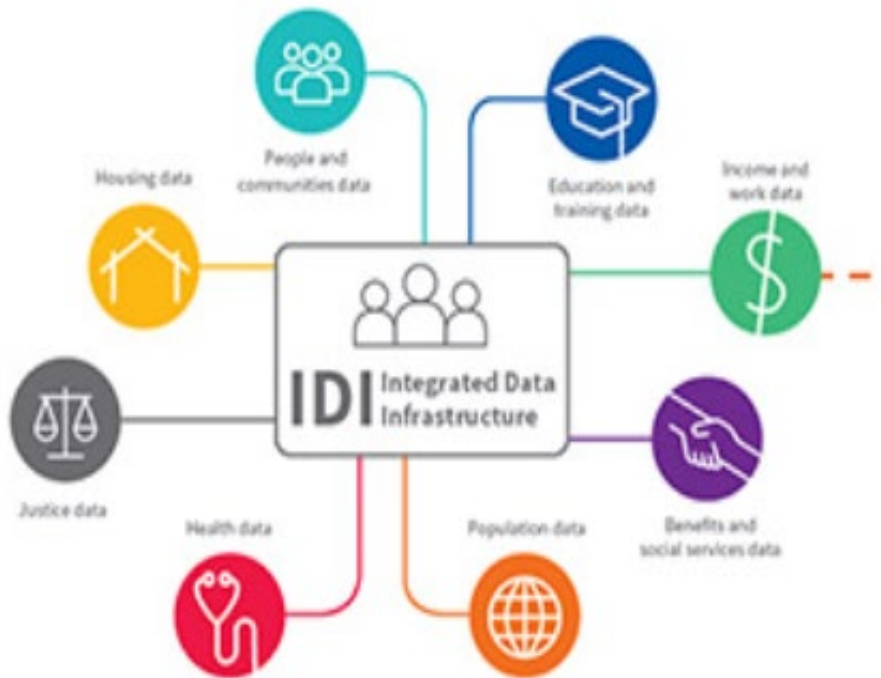 People and
communities data
Education and
training data
Housing data
Income and
work data
IDI Integrated Data
Infrastructure
Justice data
Health data
Population data
Benefits and
social services data